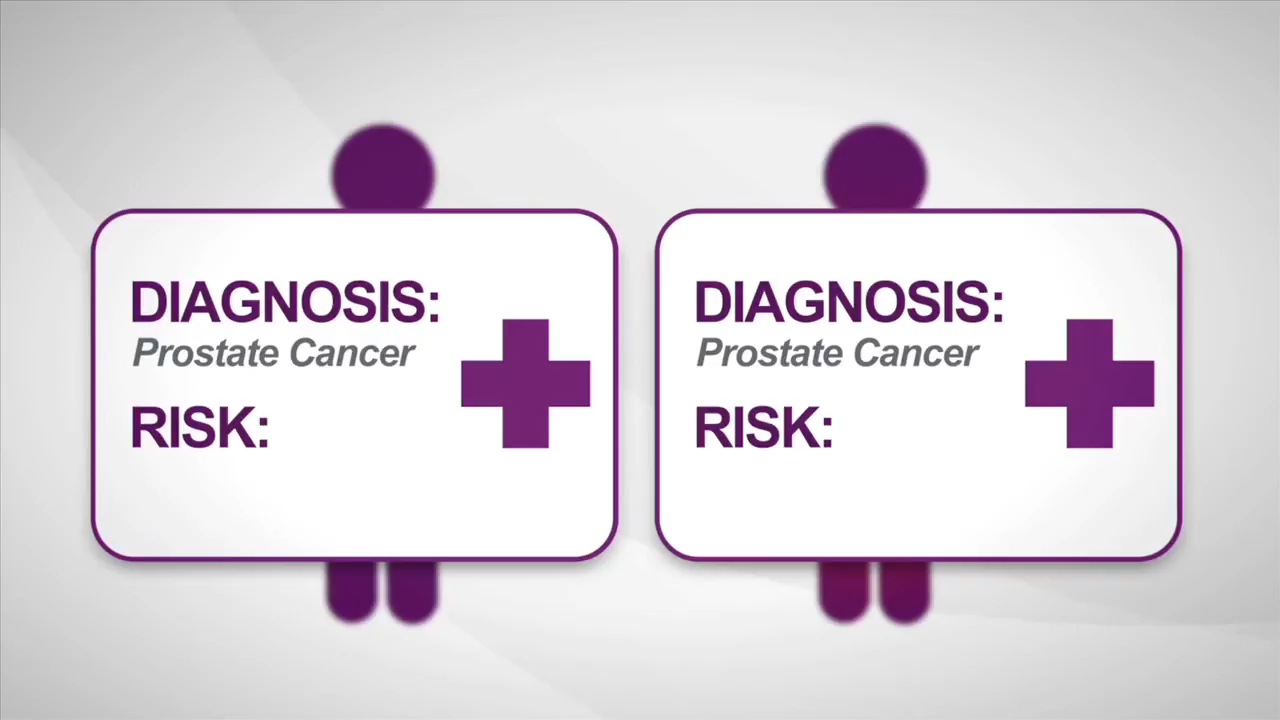 DIAGNOSIS:
Prostate Cancer
RISK:
DIAGNOSIS:
Prostate Cancer
RISK: